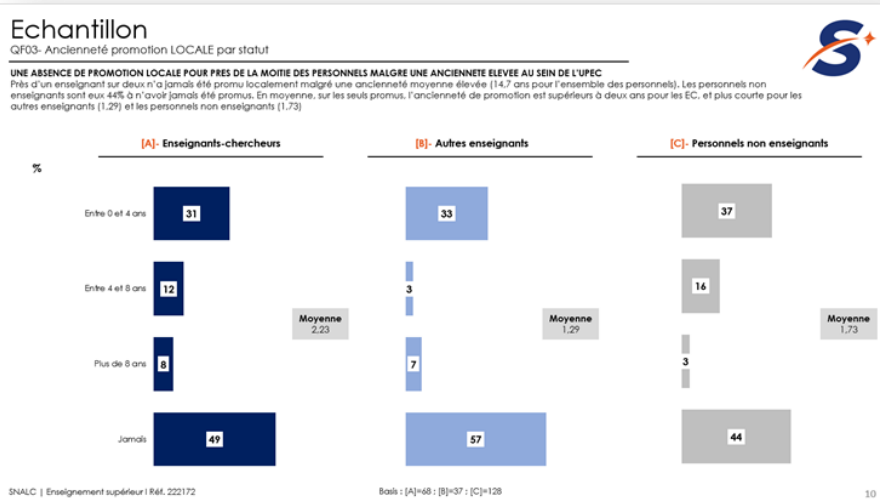 Echantillon
QF03- Ancienneté promotion LOCALE par statut
UNE ABSENCE DE PROMOTION LOCALE POUR PRES DE LA MOITIE DES PERSONNELS MALGRE UNE ANCIENNETE ELEVEE AU SEIN DE L'UPEC
Près d'un enseignant sur deux n'a jamais été promu localement malgré une ancienneté moyenne élevée (14,7 ans pour l'ensemble des personnels). Les personnels non
enseignants sont eux 44% à n'avoir jamais été promus. En moyenne, sur les seuls promus, l'ancienneté de promotion est supérieurs à deux ans pour les EC, et plus courte pour les
autres enseignants (1,29) et les personnels non enseignants (1,73)
[A]- Enseignants-chercheurs
[B]- Autres enseignants
[C]- Personnels non enseignants
%
Entre 0 et 4 ans 31 33 37
Entre 4 et 8 ans 12 3 16
Moyenne 2,23
Moyenne 1,29
Moyenne 1,73
Plus de 8 ans 8 7 3
Jamais 49 57 44
SNALC | Enseignement supérieur I Réf. 222172
Basis : [A]=68 ; [B]=37 ; [C]=128
10